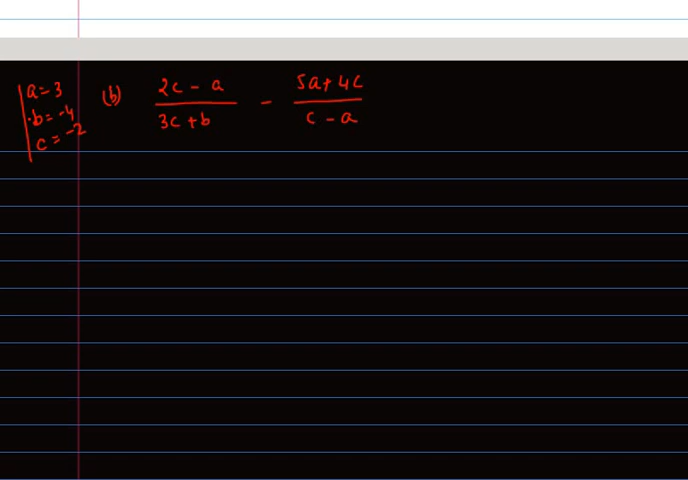 a = 3
b = -4
c = -2
(b) (2c - a)/(3c + b) - (5a + 4c)/(c - a)